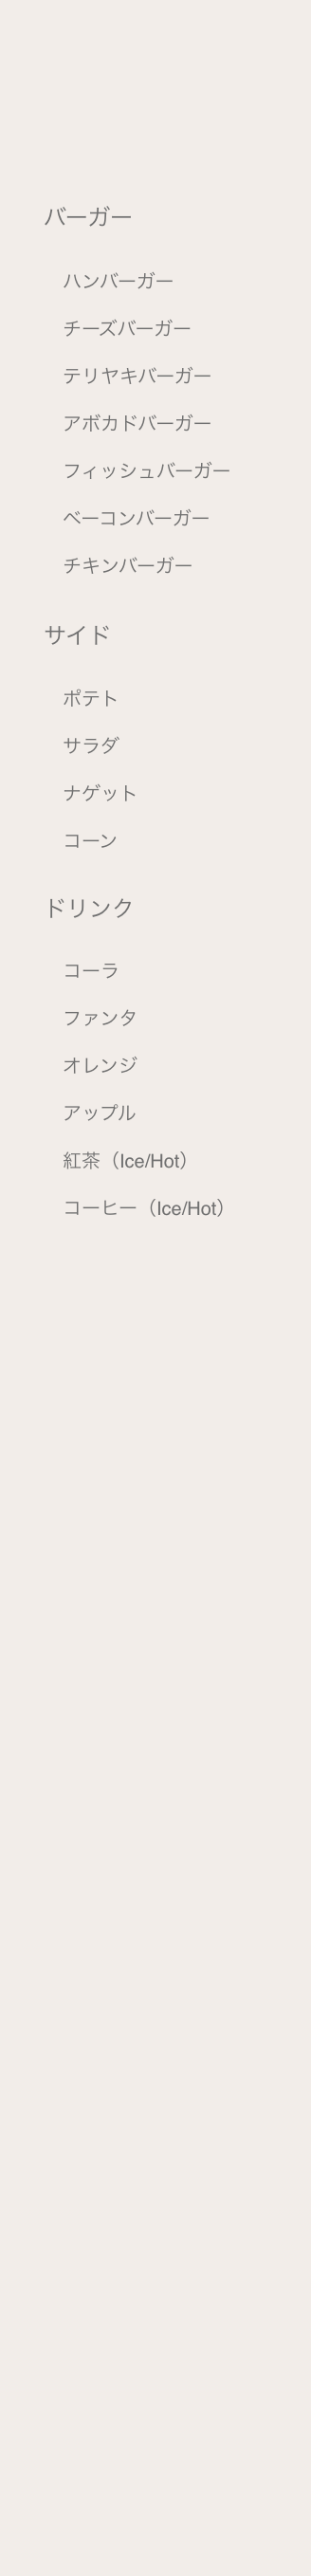 バーガー
ハンバーガー
チーズバーガー
テリヤキバーガー
アボカドバーガー
フィッシュバーガー
ベーコンバーガー
チキンバーガー
サイド
ポテト
サラダ
ナゲット
コーン
ドリンク
コーラ
ファンタ
オレンジ
アップル
紅茶（Ice/Hot）
コーヒー（Ice/Hot）